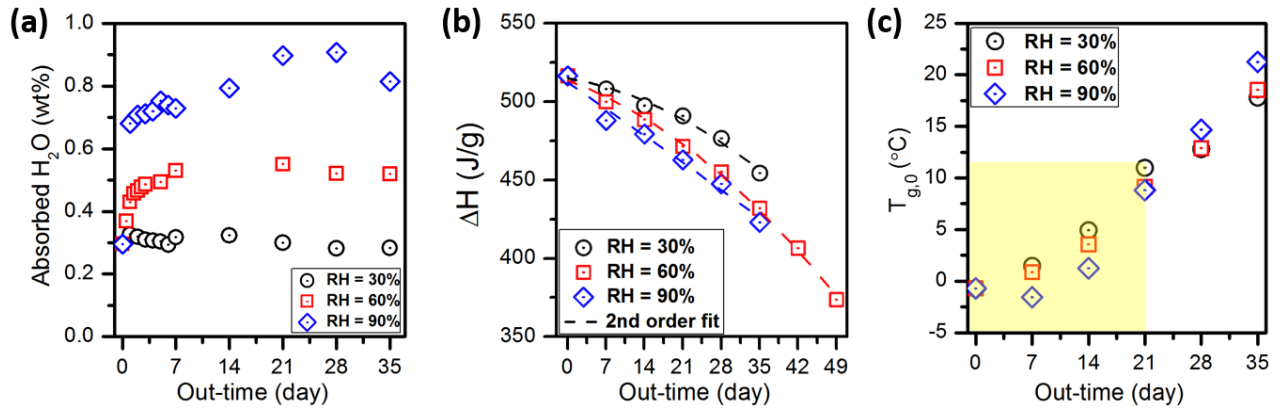 (a)
Absorbed H₂O (wt%)
1.0
0.8
0.6
0.4
0.2
0.0
RH = 30%
RH = 60%
RH = 90%
0 7 14 21 28 35
Out-time (day)
(b)
ΔH (J/g)
550
500
450
400
350
RH = 30%
RH = 60%
RH = 90%
2nd order fit
0 7 14 21 28 35 42 49
Out-time (day)
(c)
T_g,0 (°C)
25
20
15
10
5
0
-5
RH = 30%
RH = 60%
RH = 90%
0 7 14 21 28 35
Out-time (day)